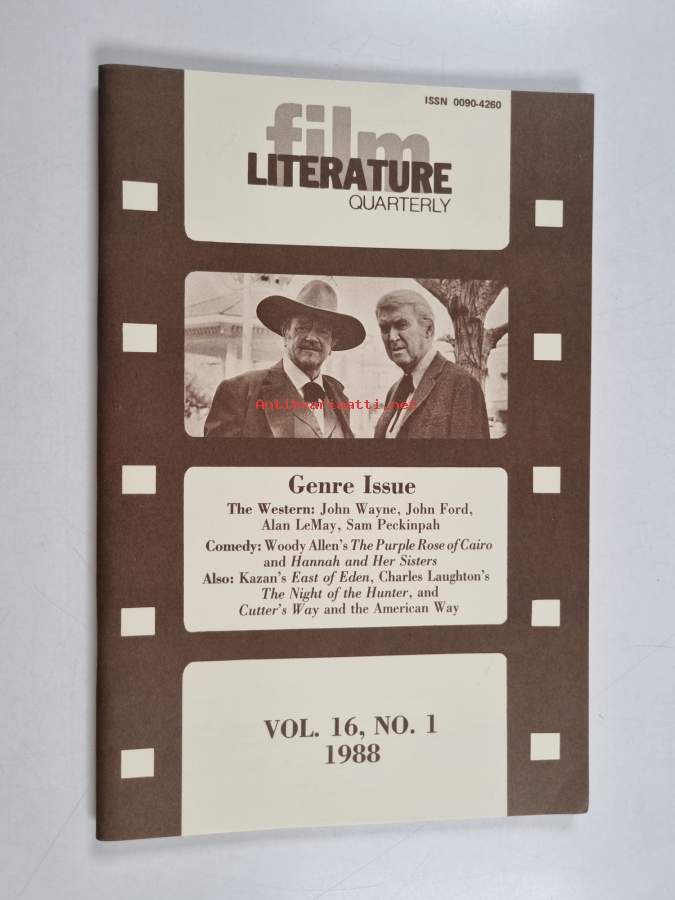 ISSN 0090-4260
film
LITERATURE
QUARTERLY
Antikvariaatti.net
Genre Issue
The Western: John Wayne, John Ford,
Alan LeMay, Sam Peckinpah
Comedy: Woody Allen's The Purple Rose of Cairo
and Hannah and Her Sisters
Also: Kazan's East of Eden, Charles Laughton's
The Night of the Hunter, and
Cutter's Way and the American Way
VOL. 16, NO. 1
1988